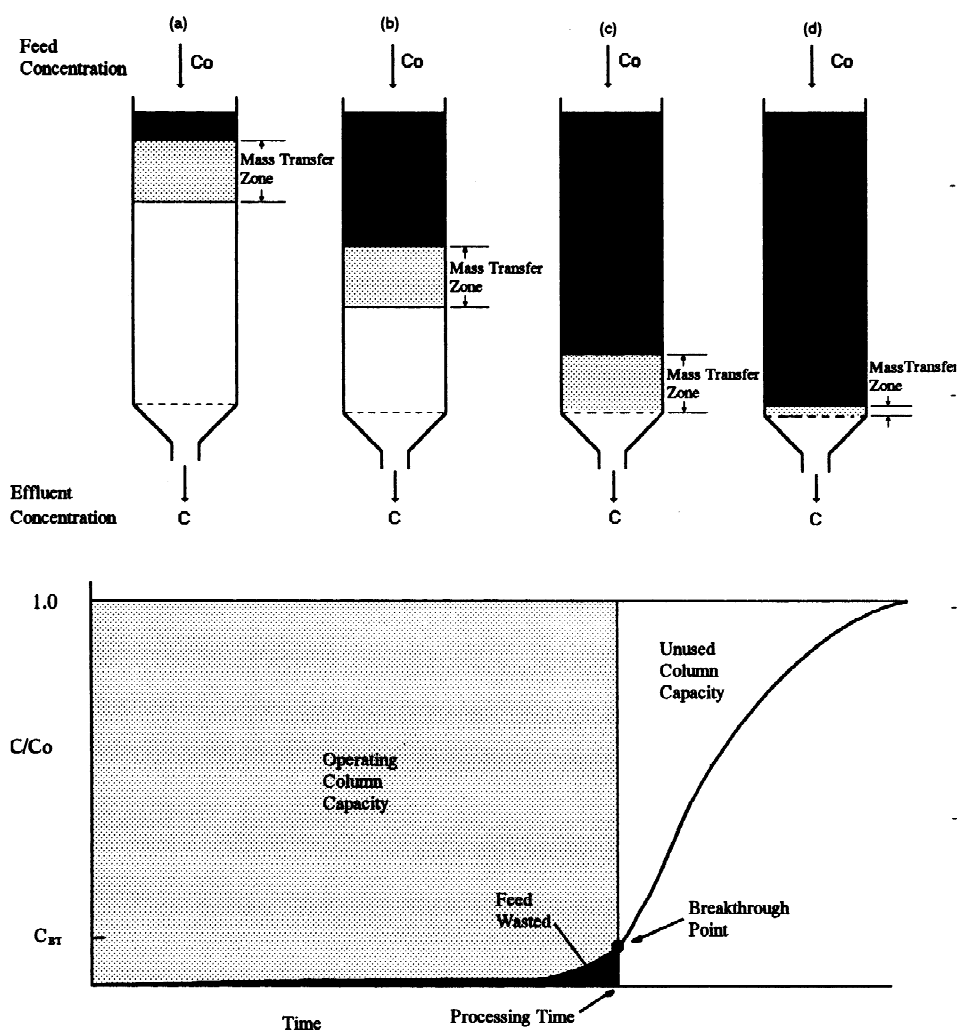 (a)
(b)
(c)
(d)
Feed
Concentration
Co
Co
Co
Co
Mass Transfer
Zone
Mass Transfer
Zone
Mass Transfer
Zone
MassTransfer
Zone
Effluent
Concentration
C
C
C
C
1.0
C/Co
C_BT
Operating
Column
Capacity
Unused
Column
Capacity
Feed
Wasted
Breakthrough
Point
Processing Time
Time